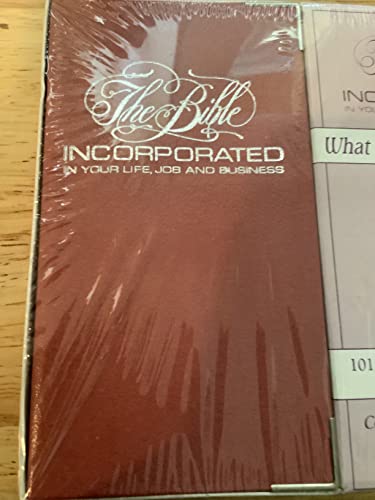 The Bible
INCORPORATED
IN YOUR LIFE, JOB AND BUSINESS
INC
IN YOUR
What
101
C